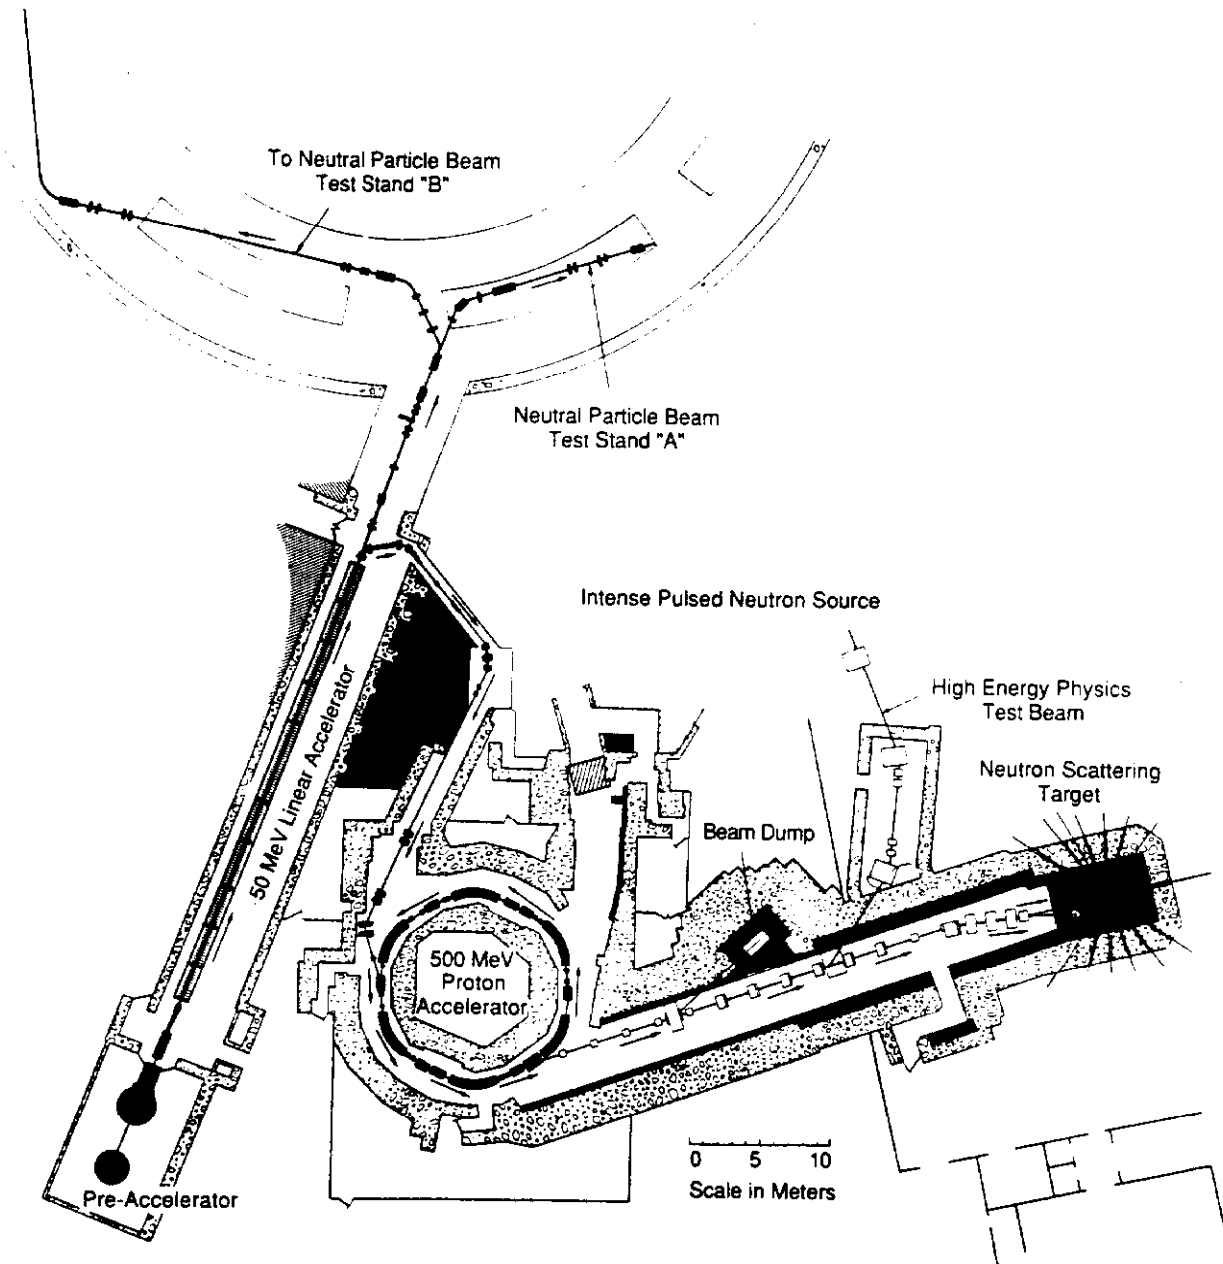 To Neutral Particle Beam
Test Stand "B"
Neutral Particle Beam
Test Stand "A"
Intense Pulsed Neutron Source
High Energy Physics
Test Beam
Neutron Scattering
Target
Beam Dump
50 MeV Linear Accelerator
500 MeV
Proton
Accelerator
0 5 10
Scale in Meters
Pre-Accelerator